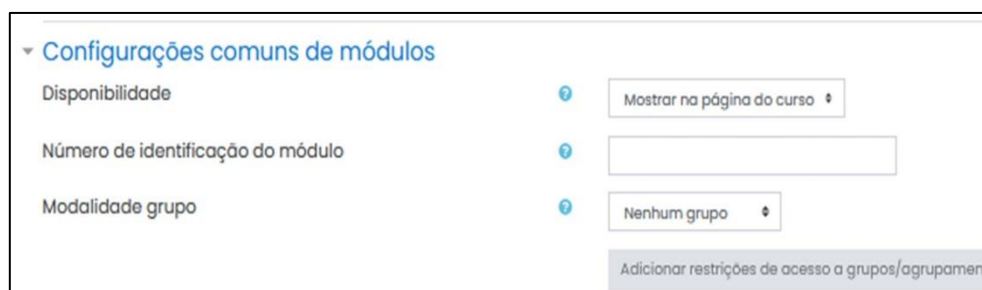 Configurações comuns de módulos
Disponibilidade Mostrar na página do curso
Número de identificação do módulo
Modalidade grupo Nenhum grupo
Adicionar restrições de acesso a grupos/agrupamen